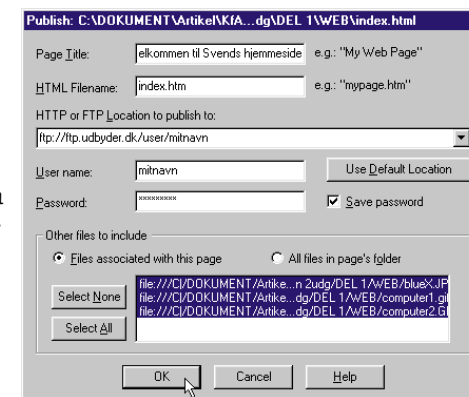 Publish: C:\DOKUMENT\Artikel\KfA...dg\DEL 1\WEB\index.html
Page Title: elkommen til Svends hjemmeside e.g.: "My Web Page"
HTML Filename: index.htm e.g.: "mypage.htm"
HTTP or FTP Location to publish to:
ftp://ftp.udbyder.dk/user/mitnavn
User name: mitnavn Use Default Location
Password: ********* Save password
Other files to include
Files associated with this page All files in page's folder
Select None
Select All
file:///C|/DOKUMENT/Artike...n 2udg/DEL 1/WEB/blueX.JP
file:///C|/DOKUMENT/Artike...dg/DEL 1/WEB/computer1.gif
file:///C|/DOKUMENT/Artike...dg/DEL 1/WEB/computer2.GI
OK Cancel Help